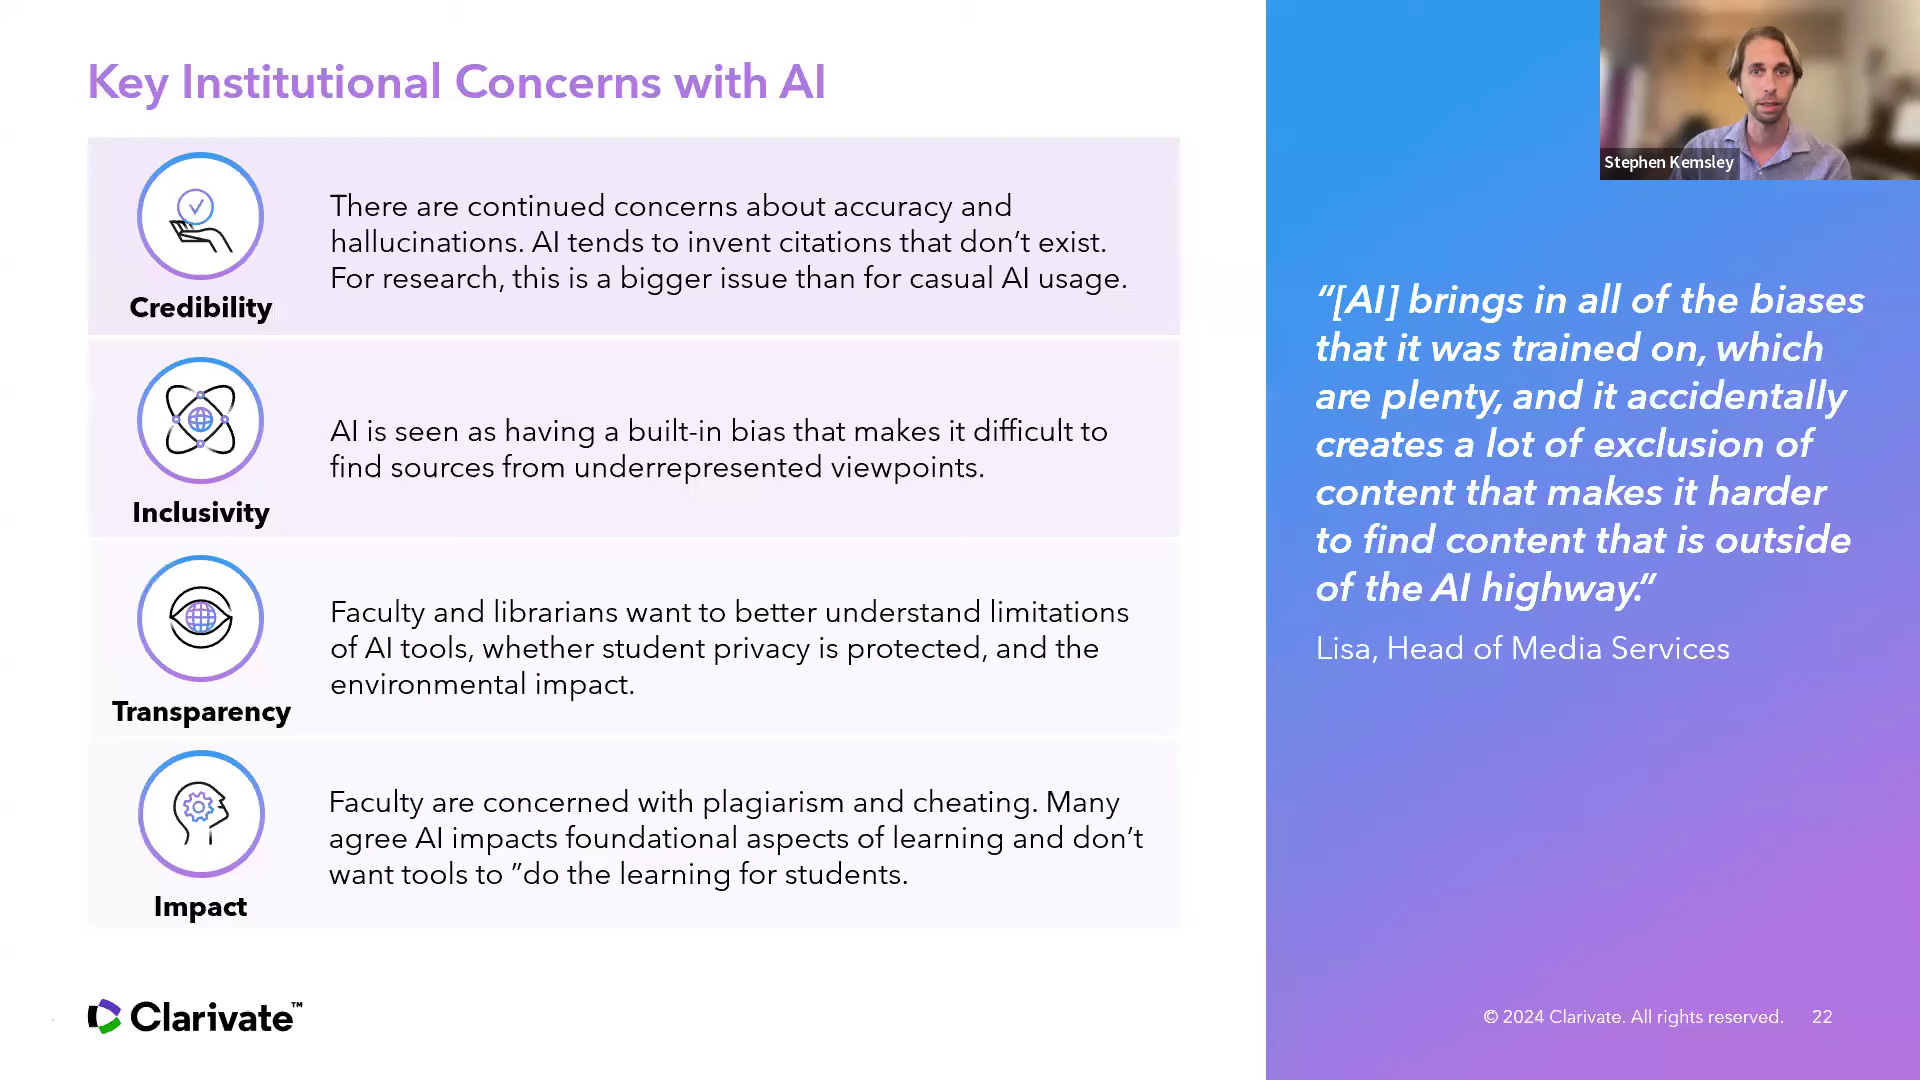 Key Institutional Concerns with AI
There are continued concerns about accuracy and
hallucinations. AI tends to invent citations that don’t exist.
For research, this is a bigger issue than for casual AI usage.
Credibility
AI is seen as having a built-in bias that makes it difficult to
find sources from underrepresented viewpoints.
Inclusivity
Faculty and librarians want to better understand limitations
of AI tools, whether student privacy is protected, and the
environmental impact.
Transparency
Faculty are concerned with plagiarism and cheating. Many
agree AI impacts foundational aspects of learning and don’t
want tools to ”do the learning for students.
Impact
Clarivate™
Stephen Kemsley
“[AI] brings in all of the biases
that it was trained on, which
are plenty, and it accidentally
creates a lot of exclusion of
content that makes it harder
to find content that is outside
of the AI highway.”
Lisa, Head of Media Services
© 2024 Clarivate. All rights reserved. 22